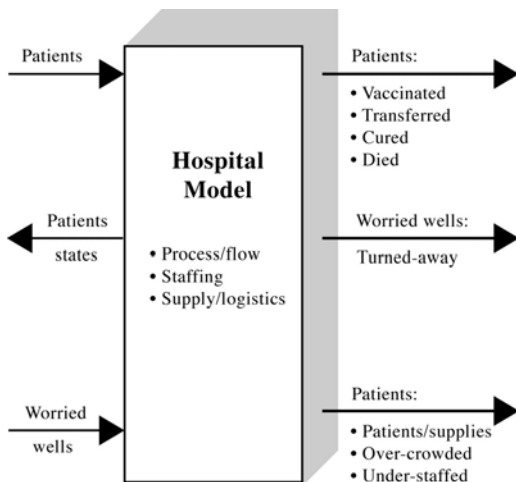 Patients
Patients
states
Worried
wells
Hospital
Model
• Process/flow
• Staffing
• Supply/logistics
Patients:
• Vaccinated
• Transferred
• Cured
• Died
Worried wells:
Turned-away
Patients:
• Patients/supplies
• Over-crowded
• Under-staffed